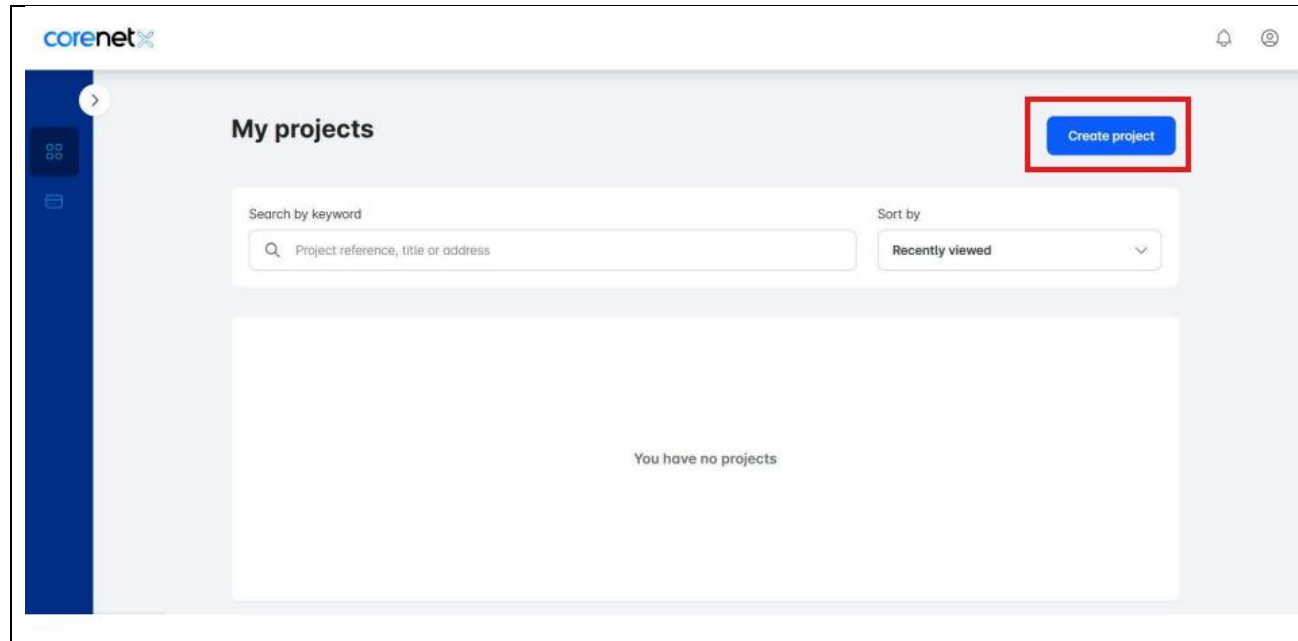 corenetx
My projects
Create project
Search by keyword
Sort by
Project reference, title or address
Recently viewed
You have no projects